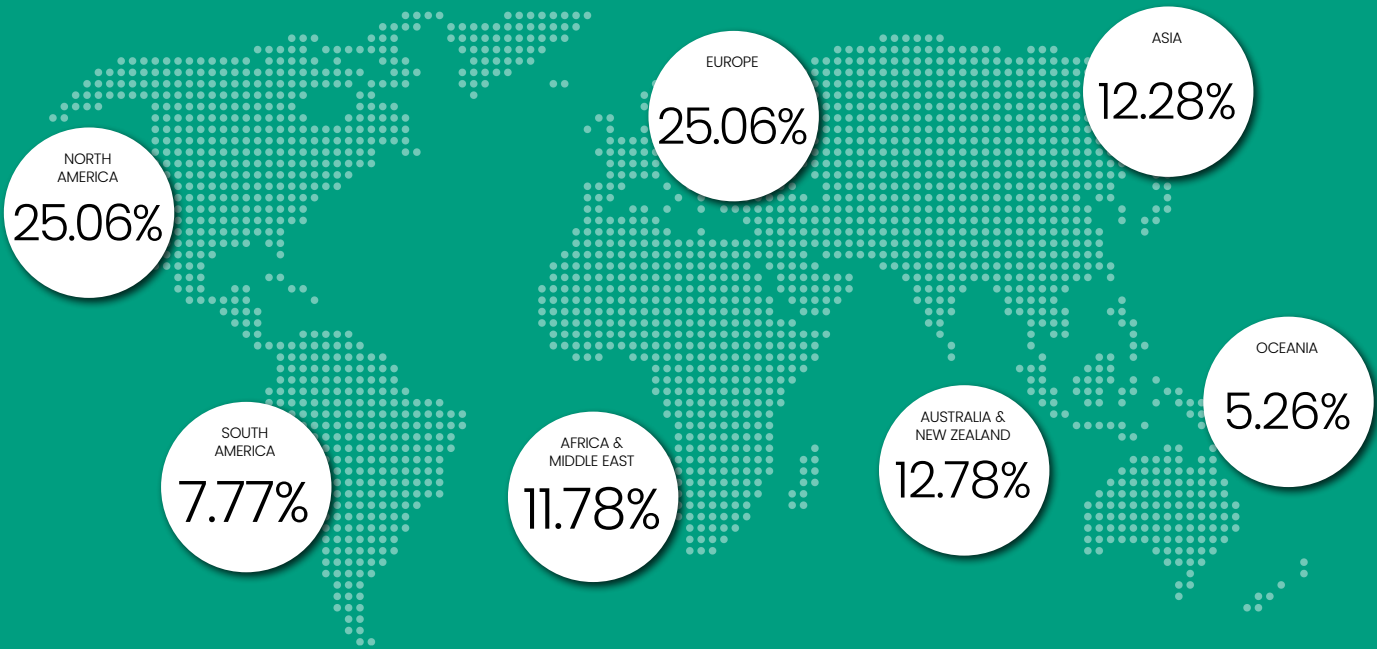 EUROPE
25.06%
ASIA
12.28%
NORTH
AMERICA
25.06%
OCEANIA
5.26%
SOUTH
AMERICA
7.77%
AFRICA &
MIDDLE EAST
11.78%
AUSTRALIA &
NEW ZEALAND
12.78%